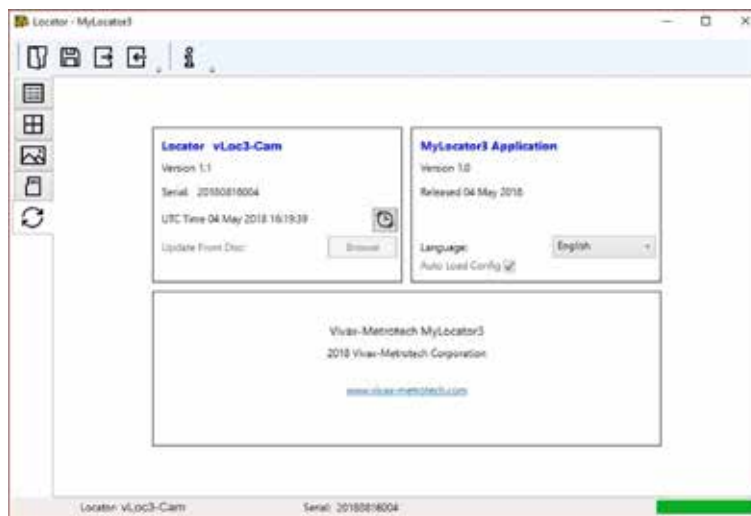 Locator - MyLocator3
Locator vLoc3-Cam
Version 1.1
Serial: 20180816004
UTC Time 04 May 2018 16:19:39
Update From Disc:
Browse
MyLocator3 Application
Version 1.0
Released 04 May 2018
Language:
English
Auto Load Config
Vivax-Metrotech MyLocator3
2018 Vivax-Metrotech Corporation
www.vivax-metrotech.com
Locator: vLoc3-Cam
Serial: 20180816004